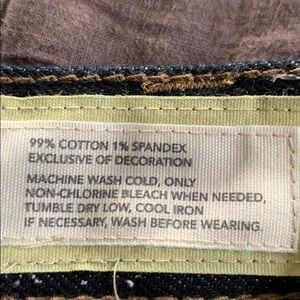 99% COTTON 1% SPANDEX
EXCLUSIVE OF DECORATION
MACHINE WASH COLD, ONLY
NON-CHLORINE BLEACH WHEN NEEDED,
TUMBLE DRY LOW, COOL IRON
IF NECESSARY, WASH BEFORE WEARING.